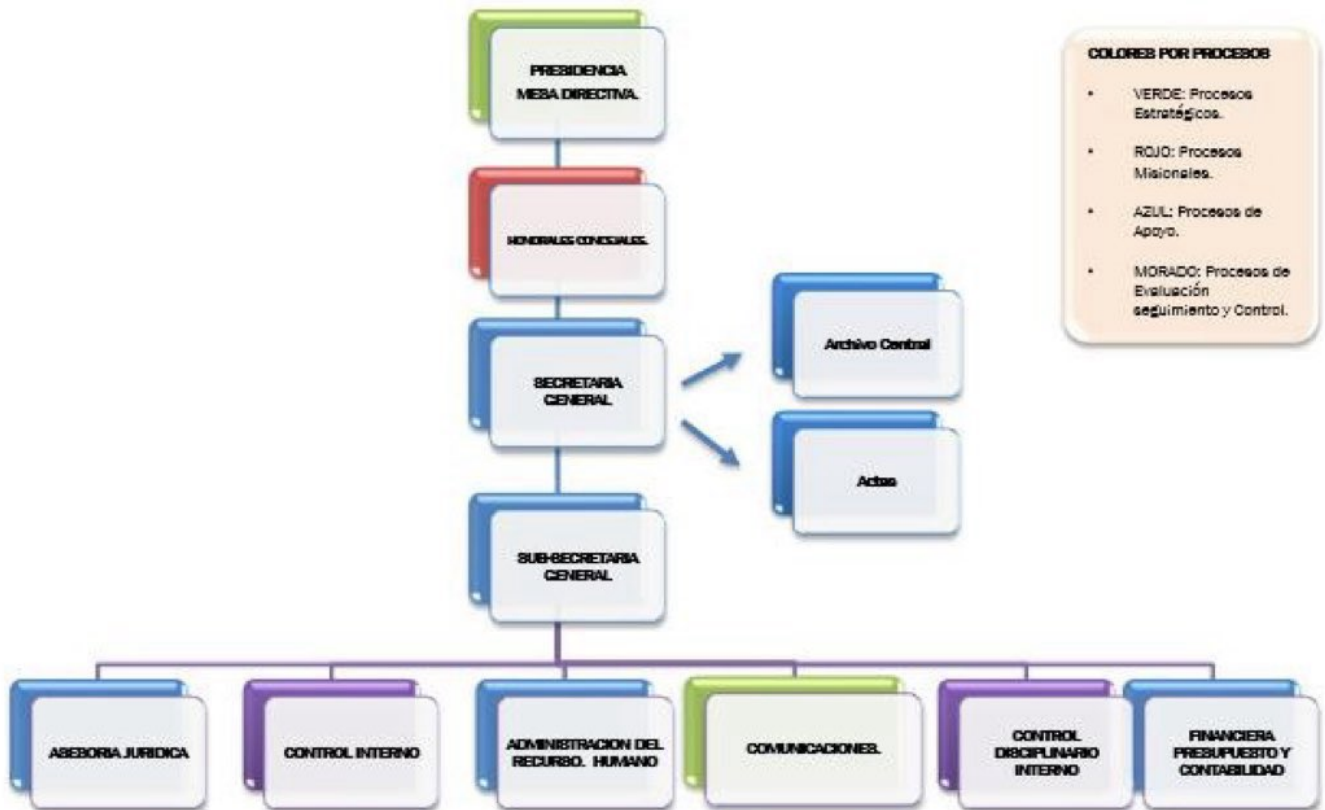 PRESIDENCIA
MESA DIRECTIVA.
HONORALES CONCEJALES.
SECRETARIA
GENERAL
Archivo Central
Actas
SUB-SECRETARIA
GENERAL
ASESORIA JURIDICA
CONTROL INTERNO
ADMINISTRACION DEL
RECURSO. HUMANO
COMUNICACIONES.
CONTROL
DISCIPLINARIO
INTERNO
FINANCIERA
PRESUPUESTO Y
CONTABILIDAD
COLORES POR PROCESOS
• VERDE: Procesos
Estratégicos.
• ROJO: Procesos
Misionales.
• AZUL: Procesos de
Apoyo.
• MORADO: Procesos de
Evaluación
seguimiento y Control.